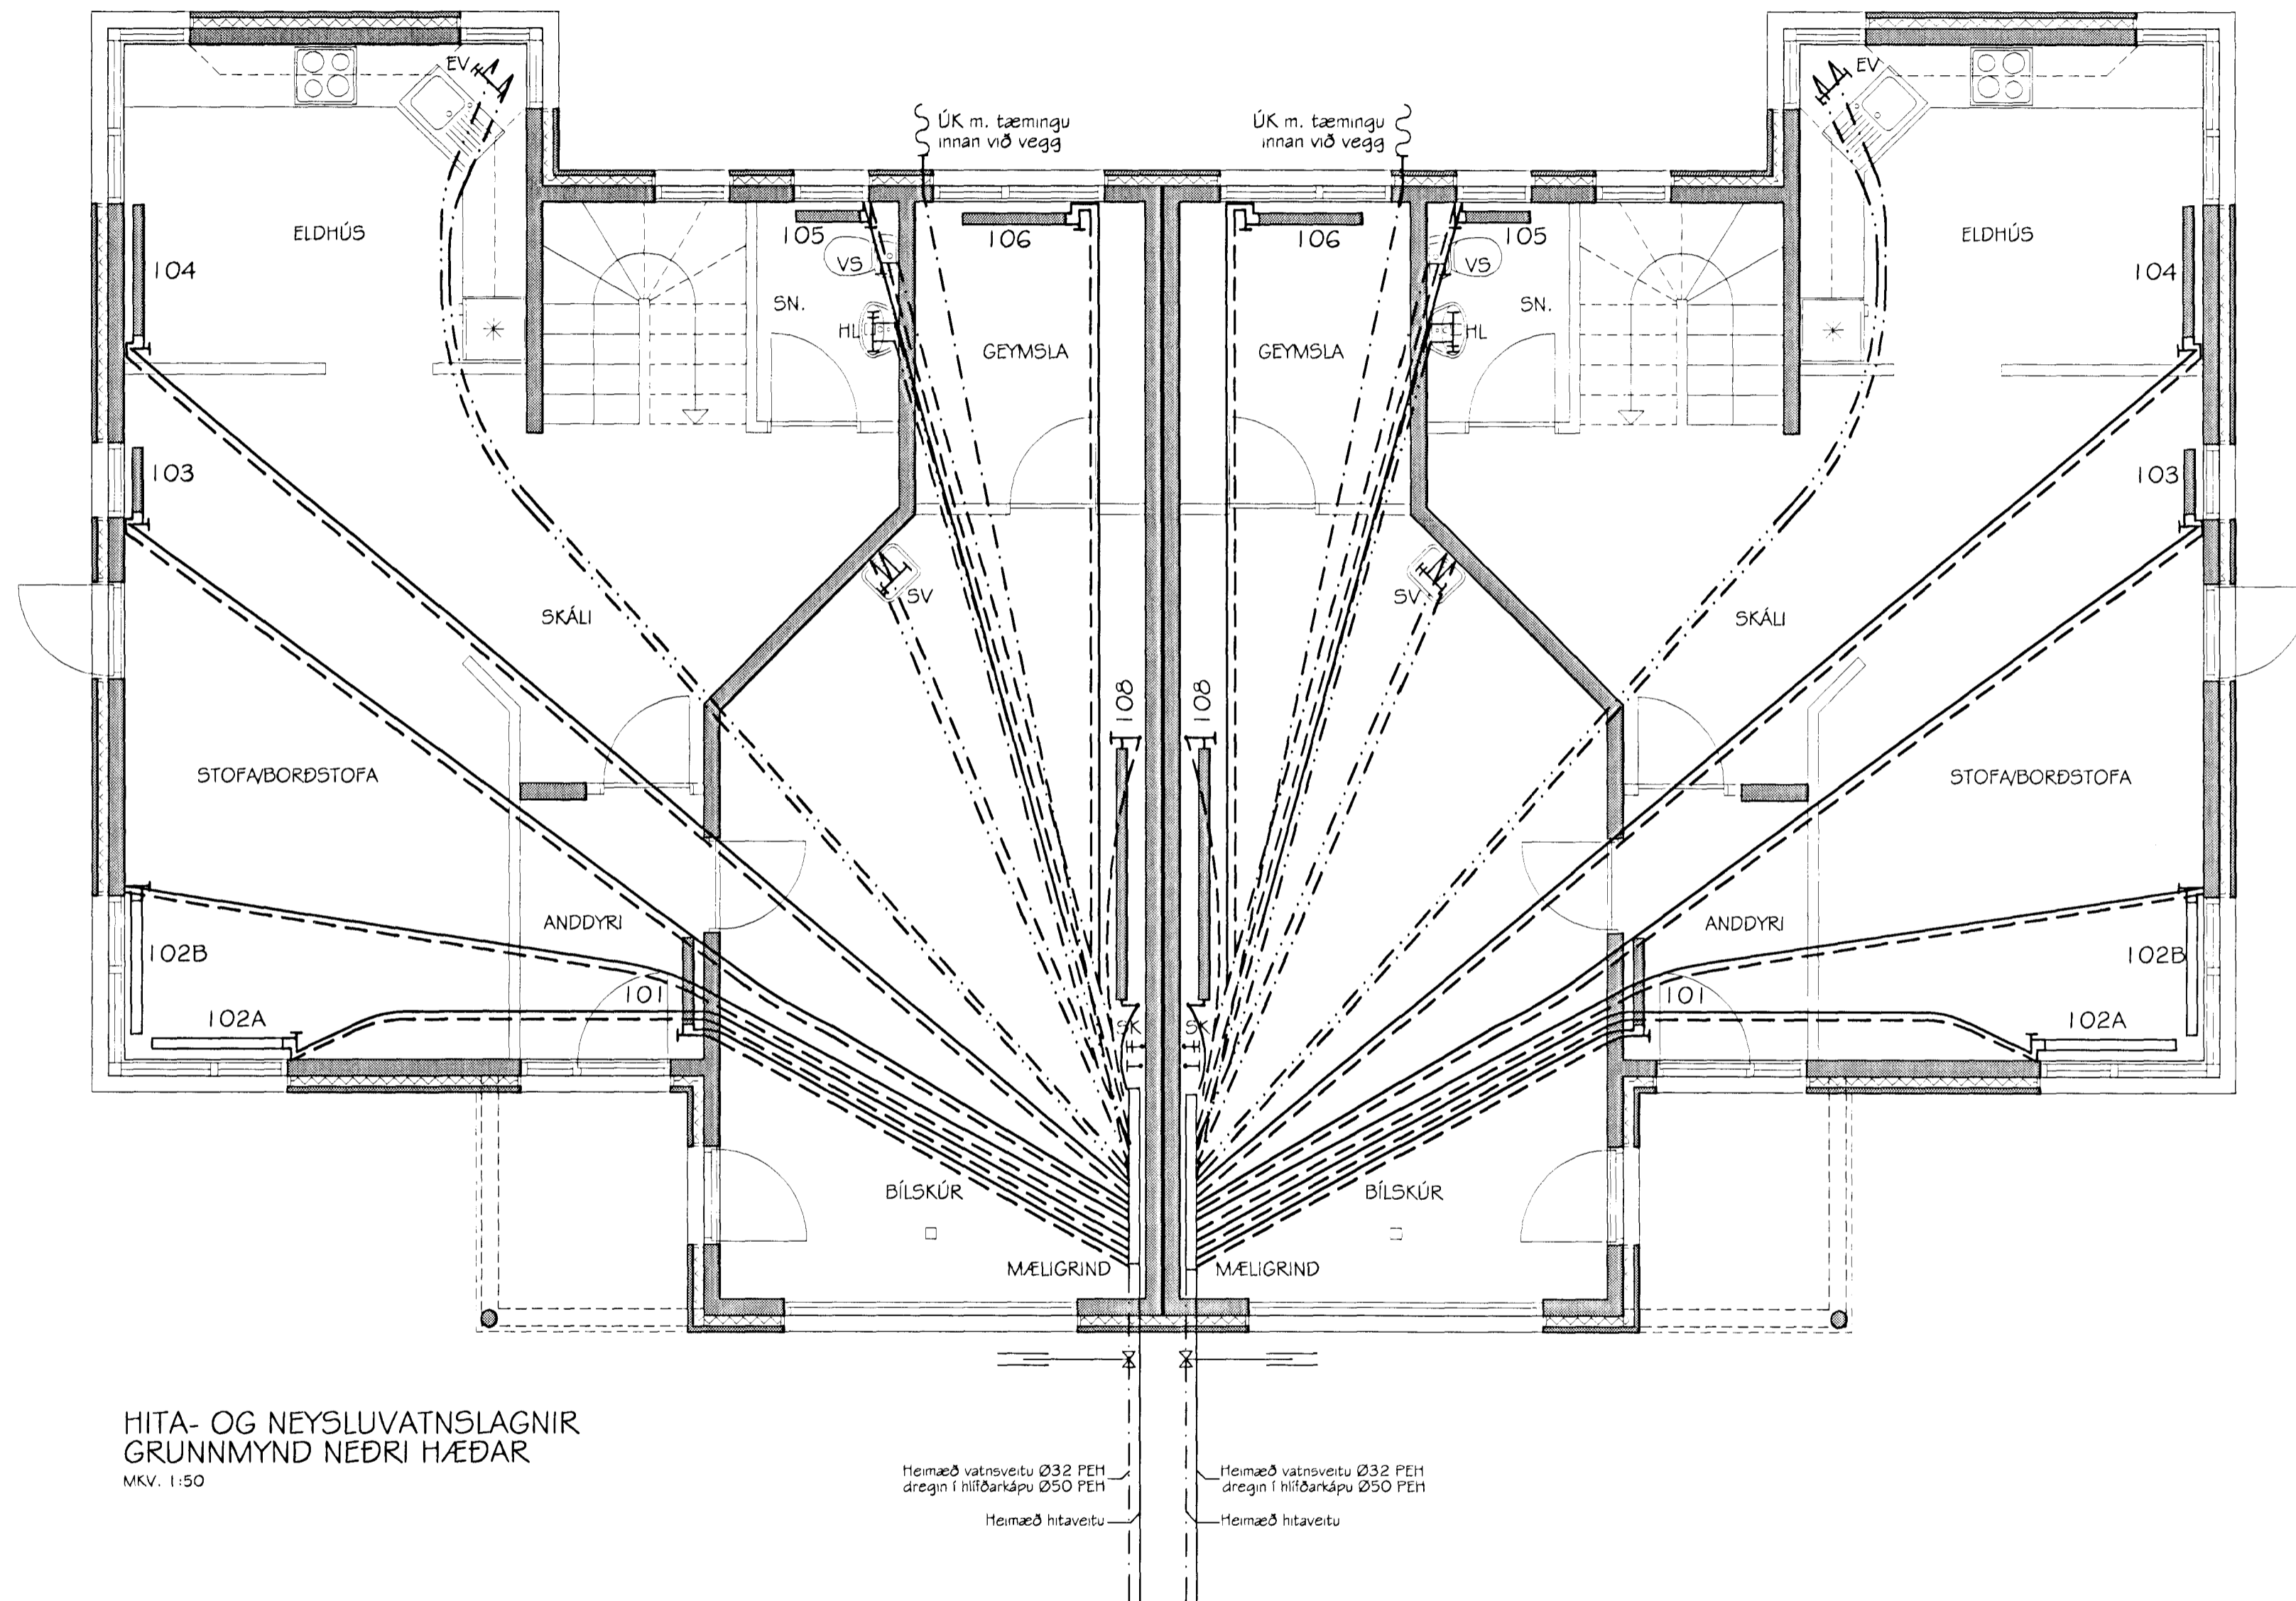 EV
EV
ÚK m. tæmingu
innan við vegg
ÚK m. tæmingu
innan við vegg
ELDHÚS
105
106
106
105
ELDHÚS
104
VS
VS
104
SN.
SN.
HL
HL
GEYMSLA
GEYMSLA
103
103
SV
SV
SKÁLI
SKÁLI
108
108
STOFA/BORÐSTOFA
STOFA/BORÐSTOFA
ANDDYRI
ANDDYRI
102B
102B
101
101
102A
102A
SK
SK
BÍLSKÚR
BÍLSKÚR
MÆLIGRIND
MÆLIGRIND
HITA- OG NEYSLUVATNSLAGNIR
GRUNNMYND NEÐRI HÆÐAR
MKV. 1:50
Heimæð vatnsveitu Ø32 PEH
dregin í hlífðarkápu Ø50 PEH
Heimæð hitaveitu
Heimæð vatnsveitu Ø32 PEH
dregin í hlífðarkápu Ø50 PEH
Heimæð hitaveitu